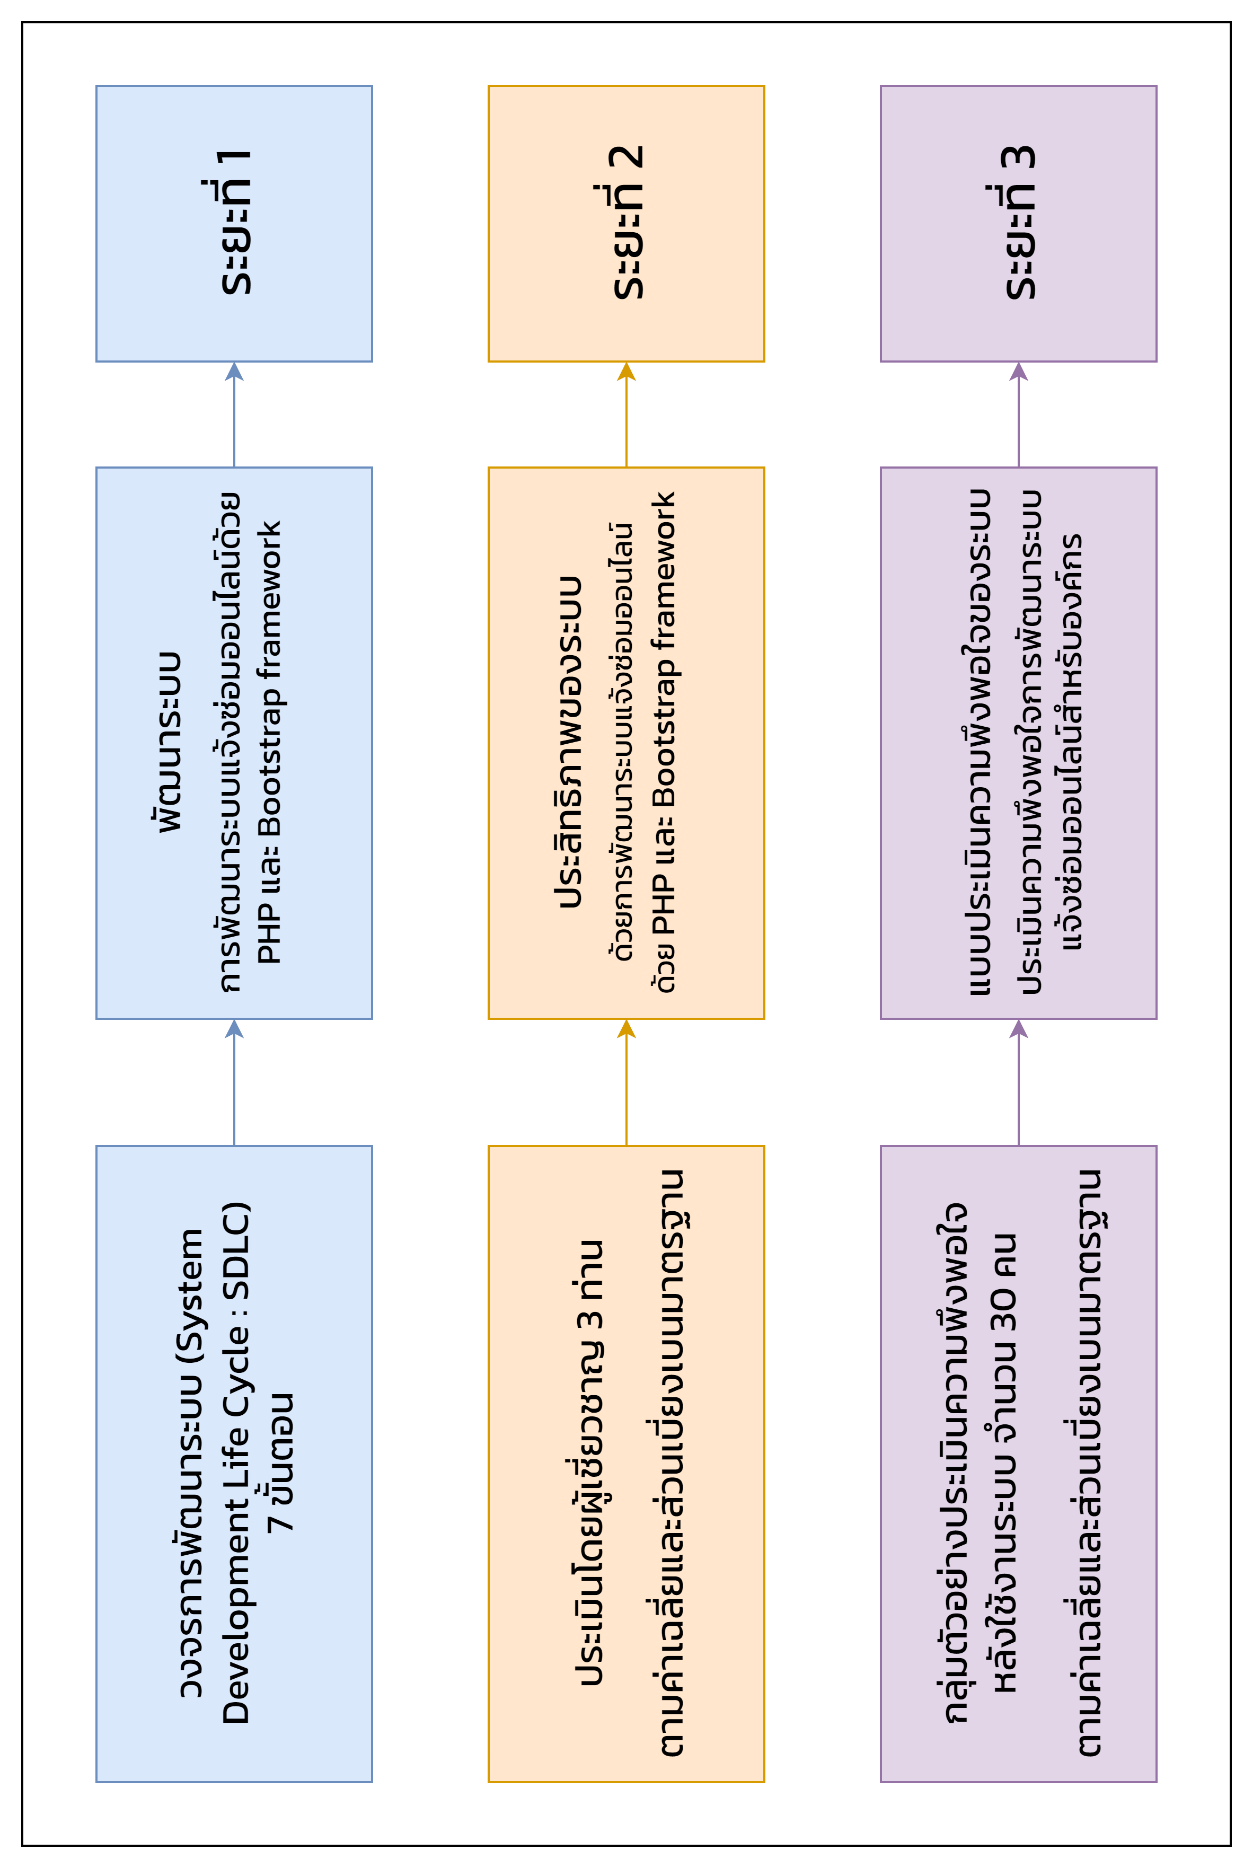 วงจรการพัฒนาระบบ (System
Development Life Cycle : SDLC)
7 ขั้นตอน
พัฒนาระบบ
การพัฒนาระบบแจ้งซ่อมออนไลน์ด้วย
PHP และ Bootstrap framework
ระยะที่ 1
ประเมินโดยผู้เชี่ยวชาญ 3 ท่าน
ตามค่าเฉลี่ยและส่วนเบี่ยงเบนมาตรฐาน
ประสิทธิภาพของระบบ
ด้วยการพัฒนาระบบแจ้งซ่อมออนไลน์
ด้วย PHP และ Bootstrap framework
ระยะที่ 2
กลุ่มตัวอย่างประเมินความพึงพอใจ
หลังใช้งานระบบ จำนวน 30 คน
ตามค่าเฉลี่ยและส่วนเบี่ยงเบนมาตรฐาน
แบบประเมินความพึงพอใจของระบบ
ประเมินความพึงพอใจการพัฒนาระบบ
แจ้งซ่อมออนไลน์สำหรับองค์กร
ระยะที่ 3